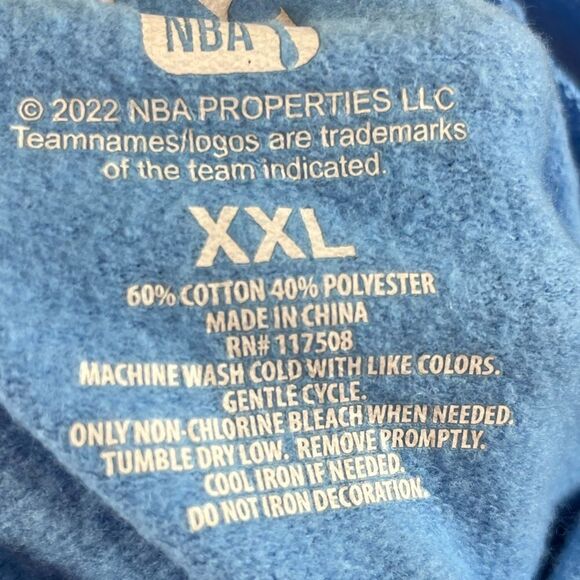 NBA
© 2022 NBA PROPERTIES LLC
Teamnames/logos are trademarks
of the team indicated.
XXL
60% COTTON 40% POLYESTER
MADE IN CHINA
RN# 117508
MACHINE WASH COLD WITH LIKE COLORS.
GENTLE CYCLE.
ONLY NON-CHLORINE BLEACH WHEN NEEDED.
TUMBLE DRY LOW. REMOVE PROMPTLY.
COOL IRON IF NEEDED.
DO NOT IRON DECORATION.